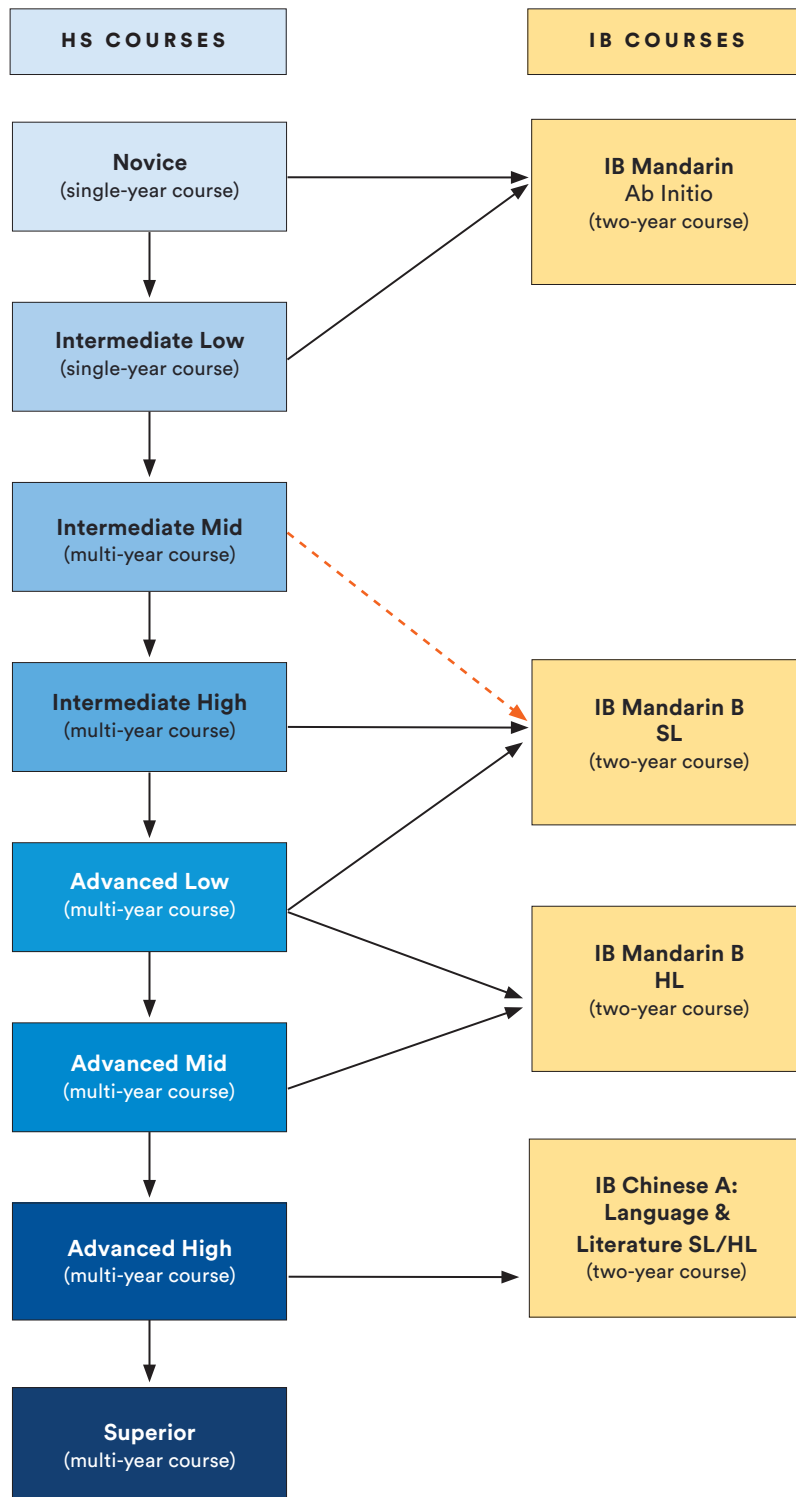 HS COURSES
IB COURSES
Novice
(single-year course)
IB Mandarin
Ab Initio
(two-year course)
Intermediate Low
(single-year course)
Intermediate Mid
(multi-year course)
Intermediate High
(multi-year course)
IB Mandarin B
SL
(two-year course)
Advanced Low
(multi-year course)
IB Mandarin B
HL
(two-year course)
Advanced Mid
(multi-year course)
IB Chinese A:
Language &
Literature SL/HL
(two-year course)
Advanced High
(multi-year course)
Superior
(multi-year course)